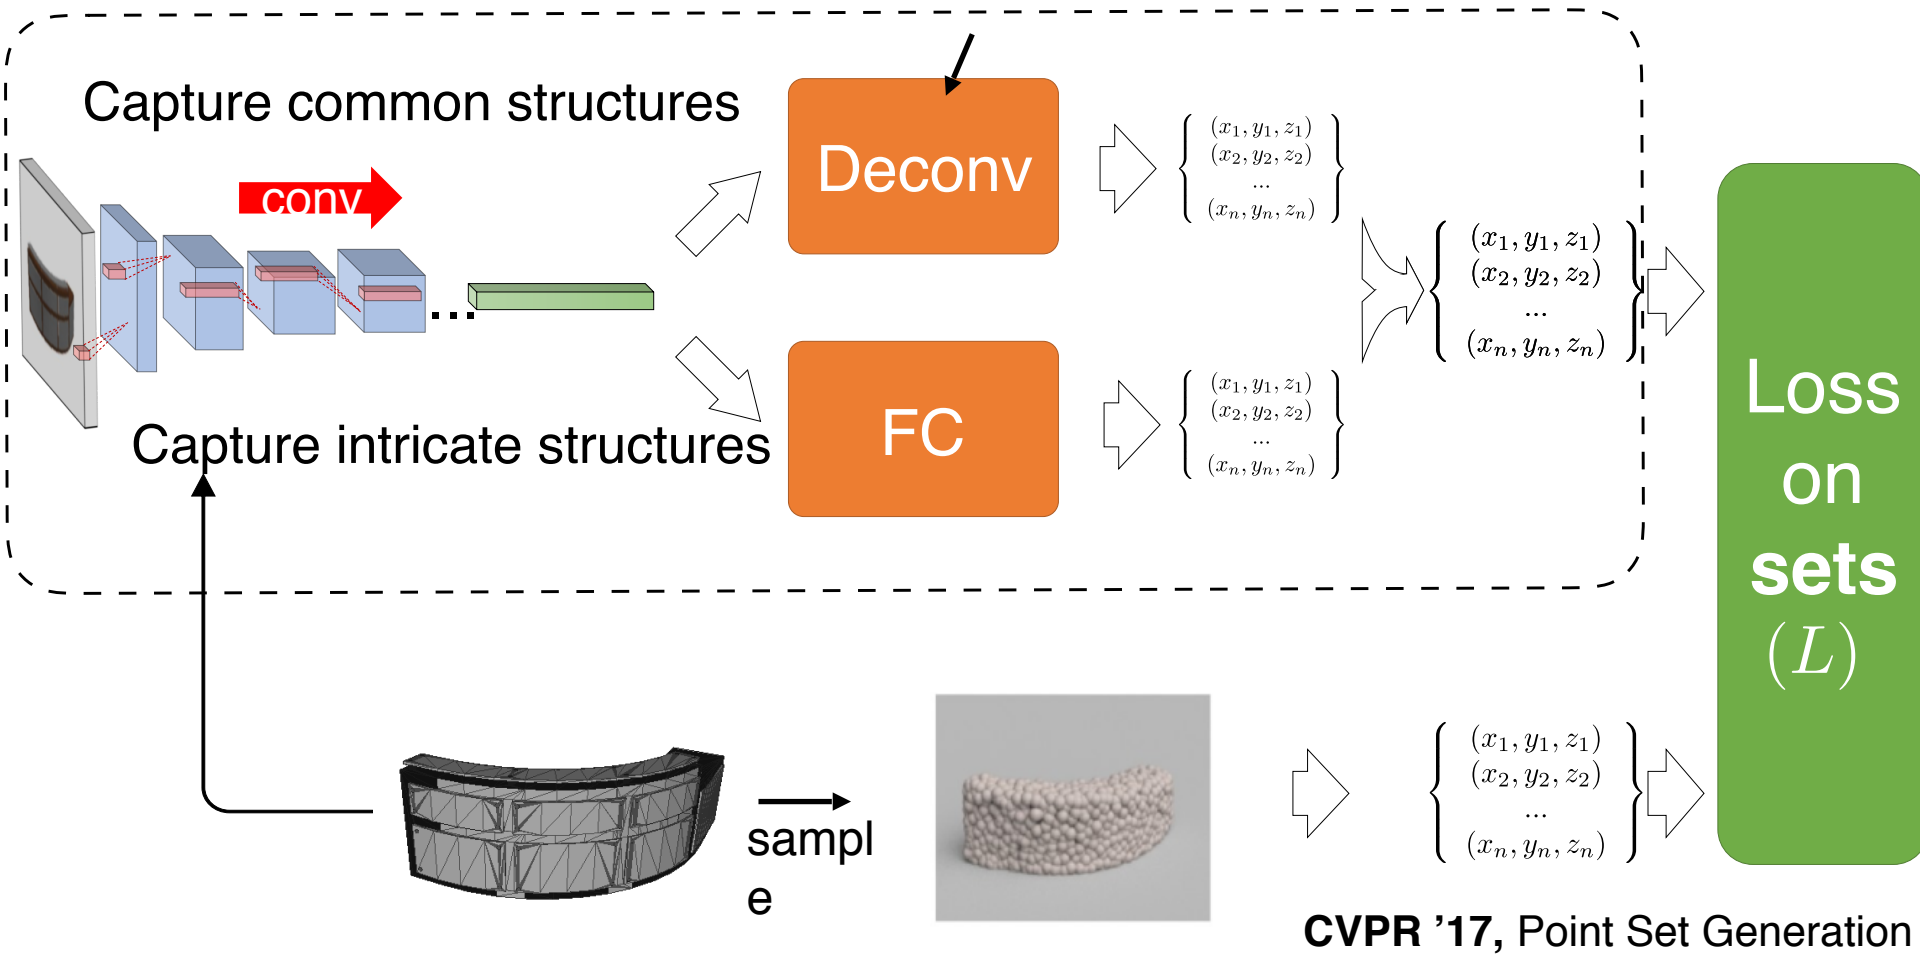 Capture common structures
conv
Deconv
(x₁, y₁, z₁)
(x₂, y₂, z₂)
...
(xₙ, yₙ, zₙ)
(x₁, y₁, z₁)
(x₂, y₂, z₂)
...
(xₙ, yₙ, zₙ)
Capture intricate structures
FC
(x₁, y₁, z₁)
(x₂, y₂, z₂)
...
(xₙ, yₙ, zₙ)
Loss
on
sets
(L)
sampl
e
(x₁, y₁, z₁)
(x₂, y₂, z₂)
...
(xₙ, yₙ, zₙ)
CVPR ’17, Point Set Generation